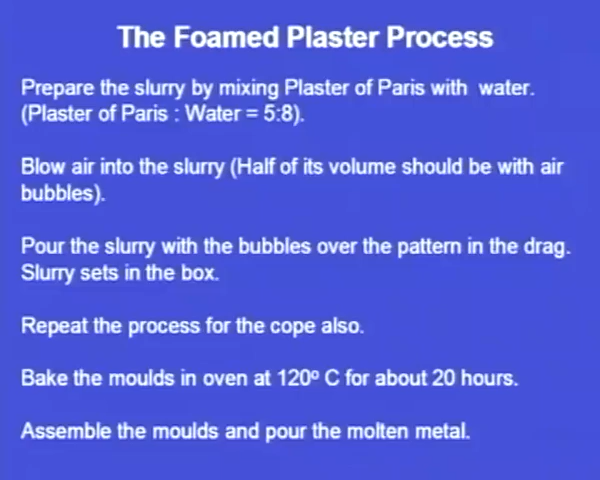 The Foamed Plaster Process
Prepare the slurry by mixing Plaster of Paris with water.
(Plaster of Paris : Water = 5:8).
Blow air into the slurry (Half of its volume should be with air
bubbles).
Pour the slurry with the bubbles over the pattern in the drag.
Slurry sets in the box.
Repeat the process for the cope also.
Bake the moulds in oven at 120º C for about 20 hours.
Assemble the moulds and pour the molten metal.